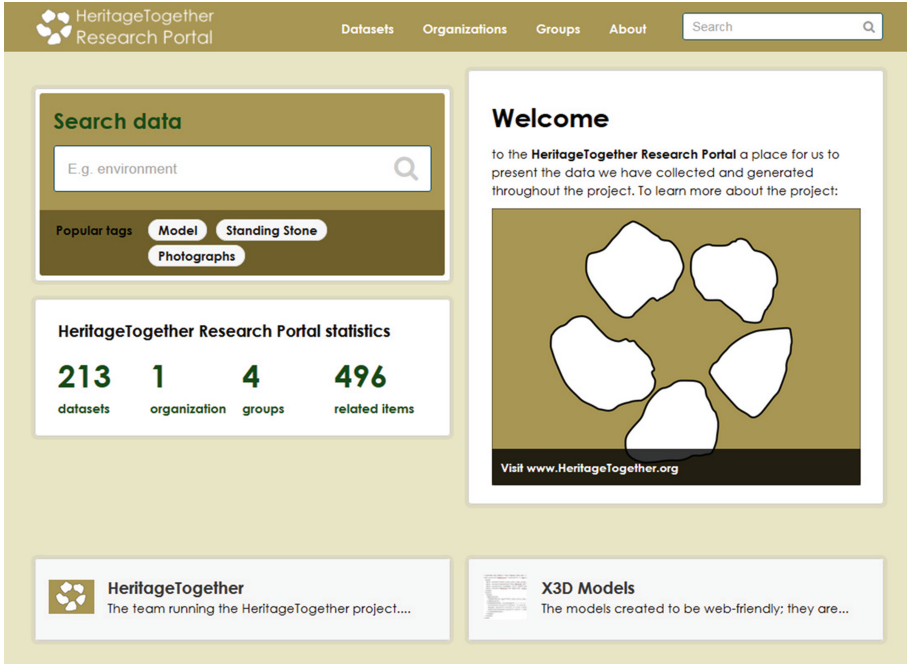 HeritageTogether
Research Portal
Datasets
Organizations
Groups
About
Search
Search data
E.g. environment
Popular tags
Model
Standing Stone
Photographs
HeritageTogether Research Portal statistics
213
1
4
496
datasets
organization
groups
related items
Welcome
to the HeritageTogether Research Portal a place for us to
present the data we have collected and generated
throughout the project. To learn more about the project:
Visit www.HeritageTogether.org
HeritageTogether
The team running the HeritageTogether project....
X3D Models
The models created to be web-friendly; they are...